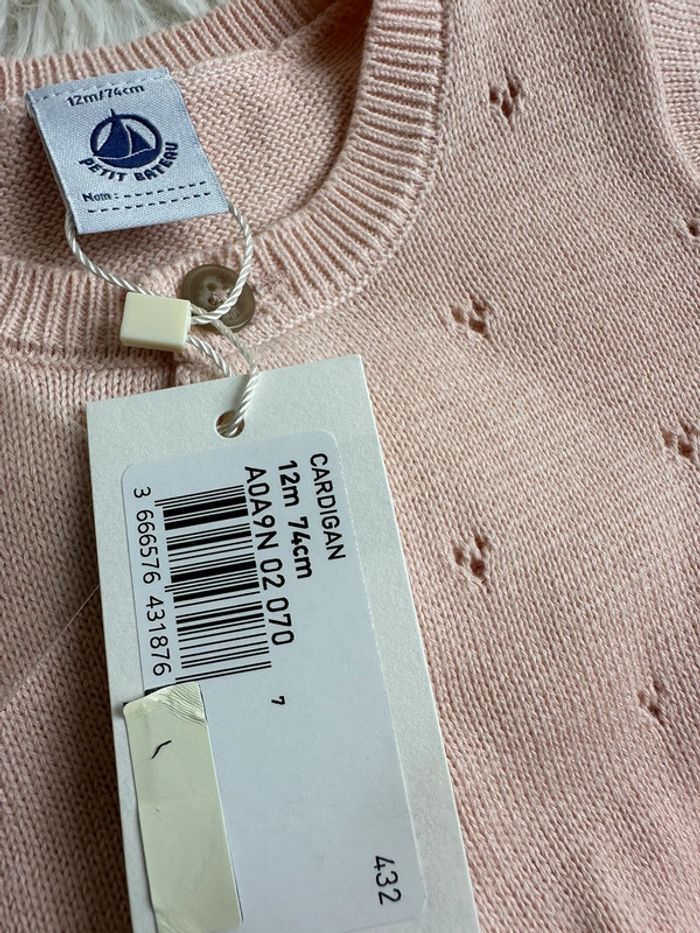 12m/74cm
PETIT BATEAU
Nom :
CARDIGAN
12m 74cm
A0A9N 02 070
7
3 666576 431876
432